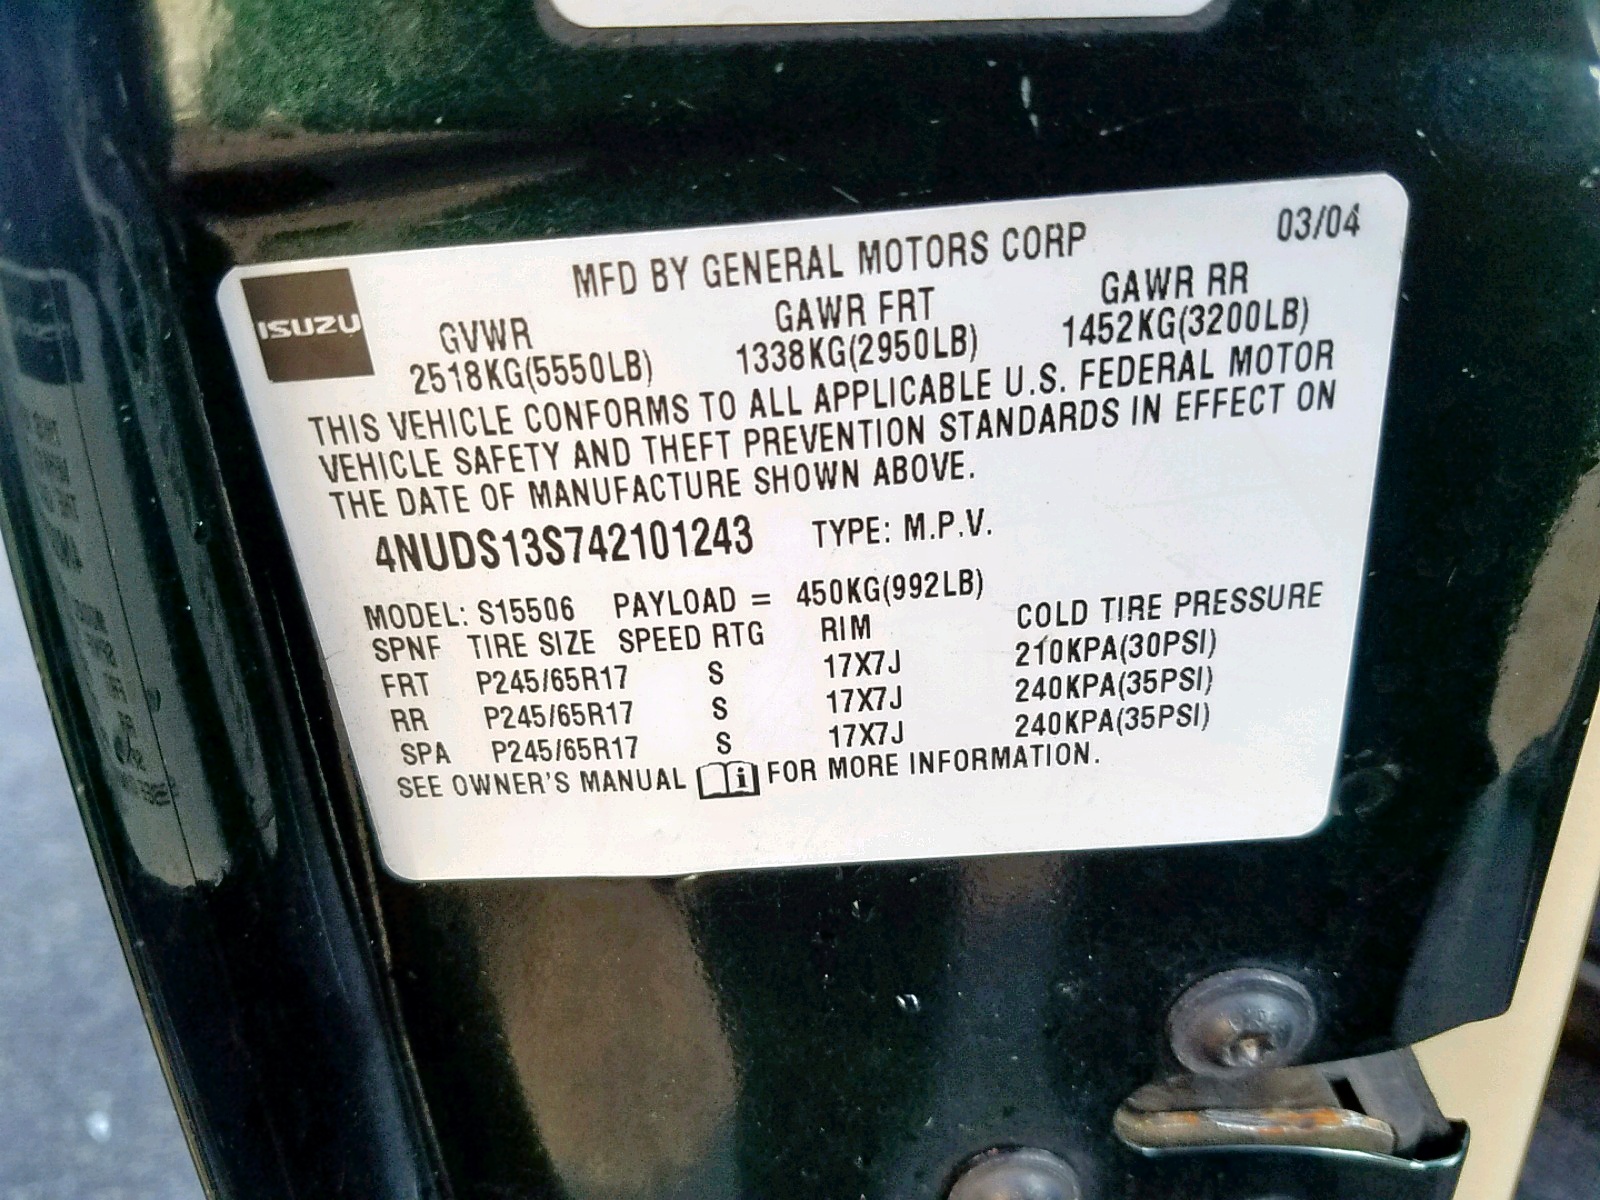 MFD BY GENERAL MOTORS CORP 03/04
ISUZU
GVWR GAWR FRT GAWR RR
2518KG(5550LB) 1338KG(2950LB) 1452KG(3200LB)
THIS VEHICLE CONFORMS TO ALL APPLICABLE U.S. FEDERAL MOTOR
VEHICLE SAFETY AND THEFT PREVENTION STANDARDS IN EFFECT ON
THE DATE OF MANUFACTURE SHOWN ABOVE.
4NUDS13S742101243 TYPE: M.P.V.
MODEL: S15506 PAYLOAD = 450KG(992LB)
SPNF TIRE SIZE SPEED RTG RIM COLD TIRE PRESSURE
FRT P245/65R17 S 17X7J 210KPA(30PSI)
RR P245/65R17 S 17X7J 240KPA(35PSI)
SPA P245/65R17 S 17X7J 240KPA(35PSI)
SEE OWNER'S MANUAL FOR MORE INFORMATION.